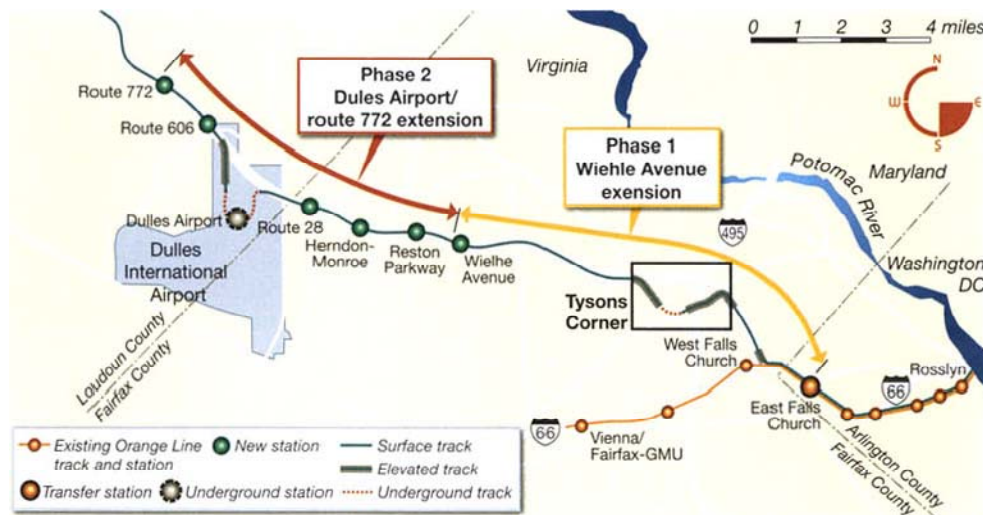 0 1 2 3 4 miles
N
W
E
S
Virginia
Phase 2
Dules Airport/
route 772 extension
Phase 1
Wiehle Avenue
exension
Route 772
Route 606
Potomac River
Maryland
495
Dulles Airport
Route 28
Herndon-
Monroe
Reston
Parkway
Wielhe
Avenue
Dulles
International
Airport
Washington
DC
Tysons
Corner
West Falls
Church
Rosslyn
66
East Falls
Church
Loudoun County
Fairfax County
66
Vienna/
Fairfax-GMU
Arlington County
Fairfax County
Existing Orange Line
track and station
New station
Surface track
Elevated track
Transfer station
Underground station
Underground track